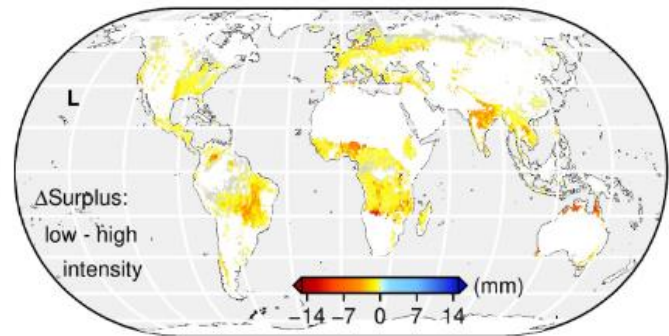 L
ΔSurplus:
low - high
intensity
(mm)
−14 −7 0 7 14